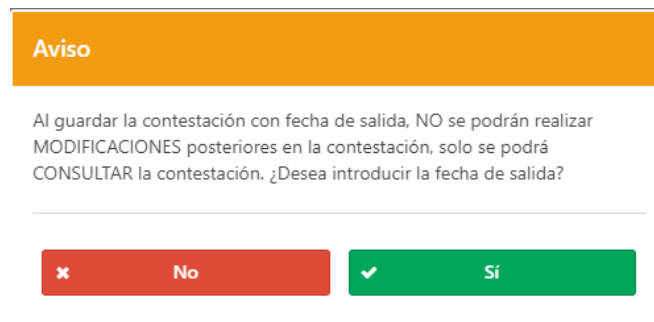 Aviso
Al guardar la contestación con fecha de salida, NO se podrán realizar
MODIFICACIONES posteriores en la contestación, solo se podrá
CONSULTAR la contestación. ¿Desea introducir la fecha de salida?
No
Sí